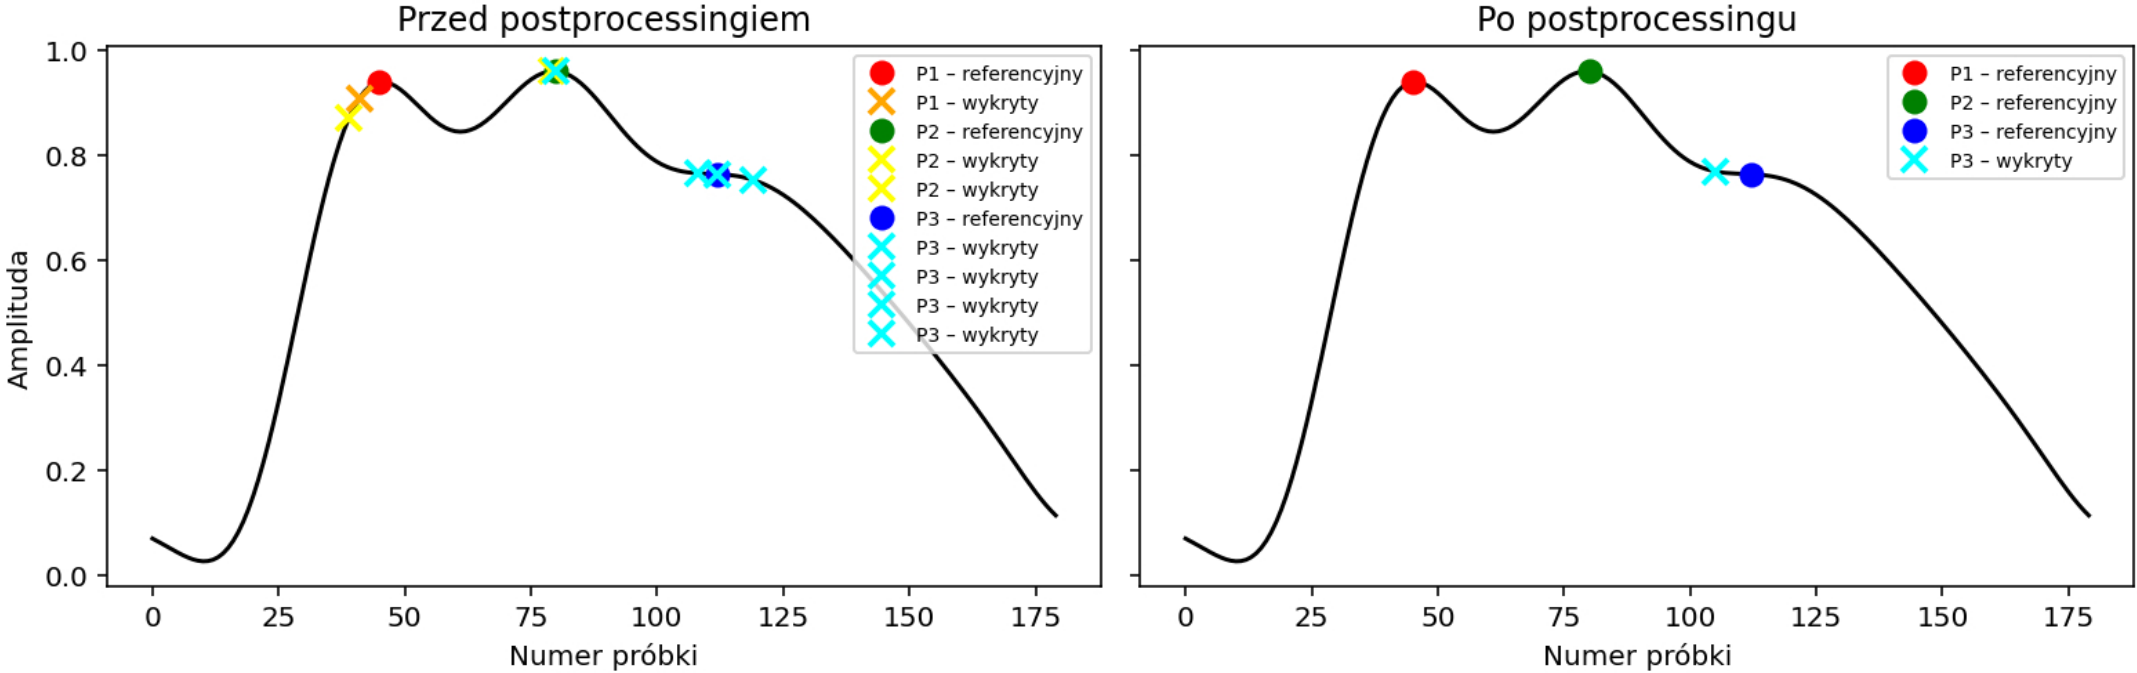 Przed postprocessingiem
Amplituda
1.0
0.8
0.6
0.4
0.2
0.0
P1 – referencyjny
P1 – wykryty
P2 – referencyjny
P2 – wykryty
P2 – wykryty
P3 – referencyjny
P3 – wykryty
P3 – wykryty
P3 – wykryty
P3 – wykryty
0 25 50 75 100 125 150 175
Numer próbki
Po postprocessingu
P1 – referencyjny
P2 – referencyjny
P3 – referencyjny
P3 – wykryty
0 25 50 75 100 125 150 175
Numer próbki